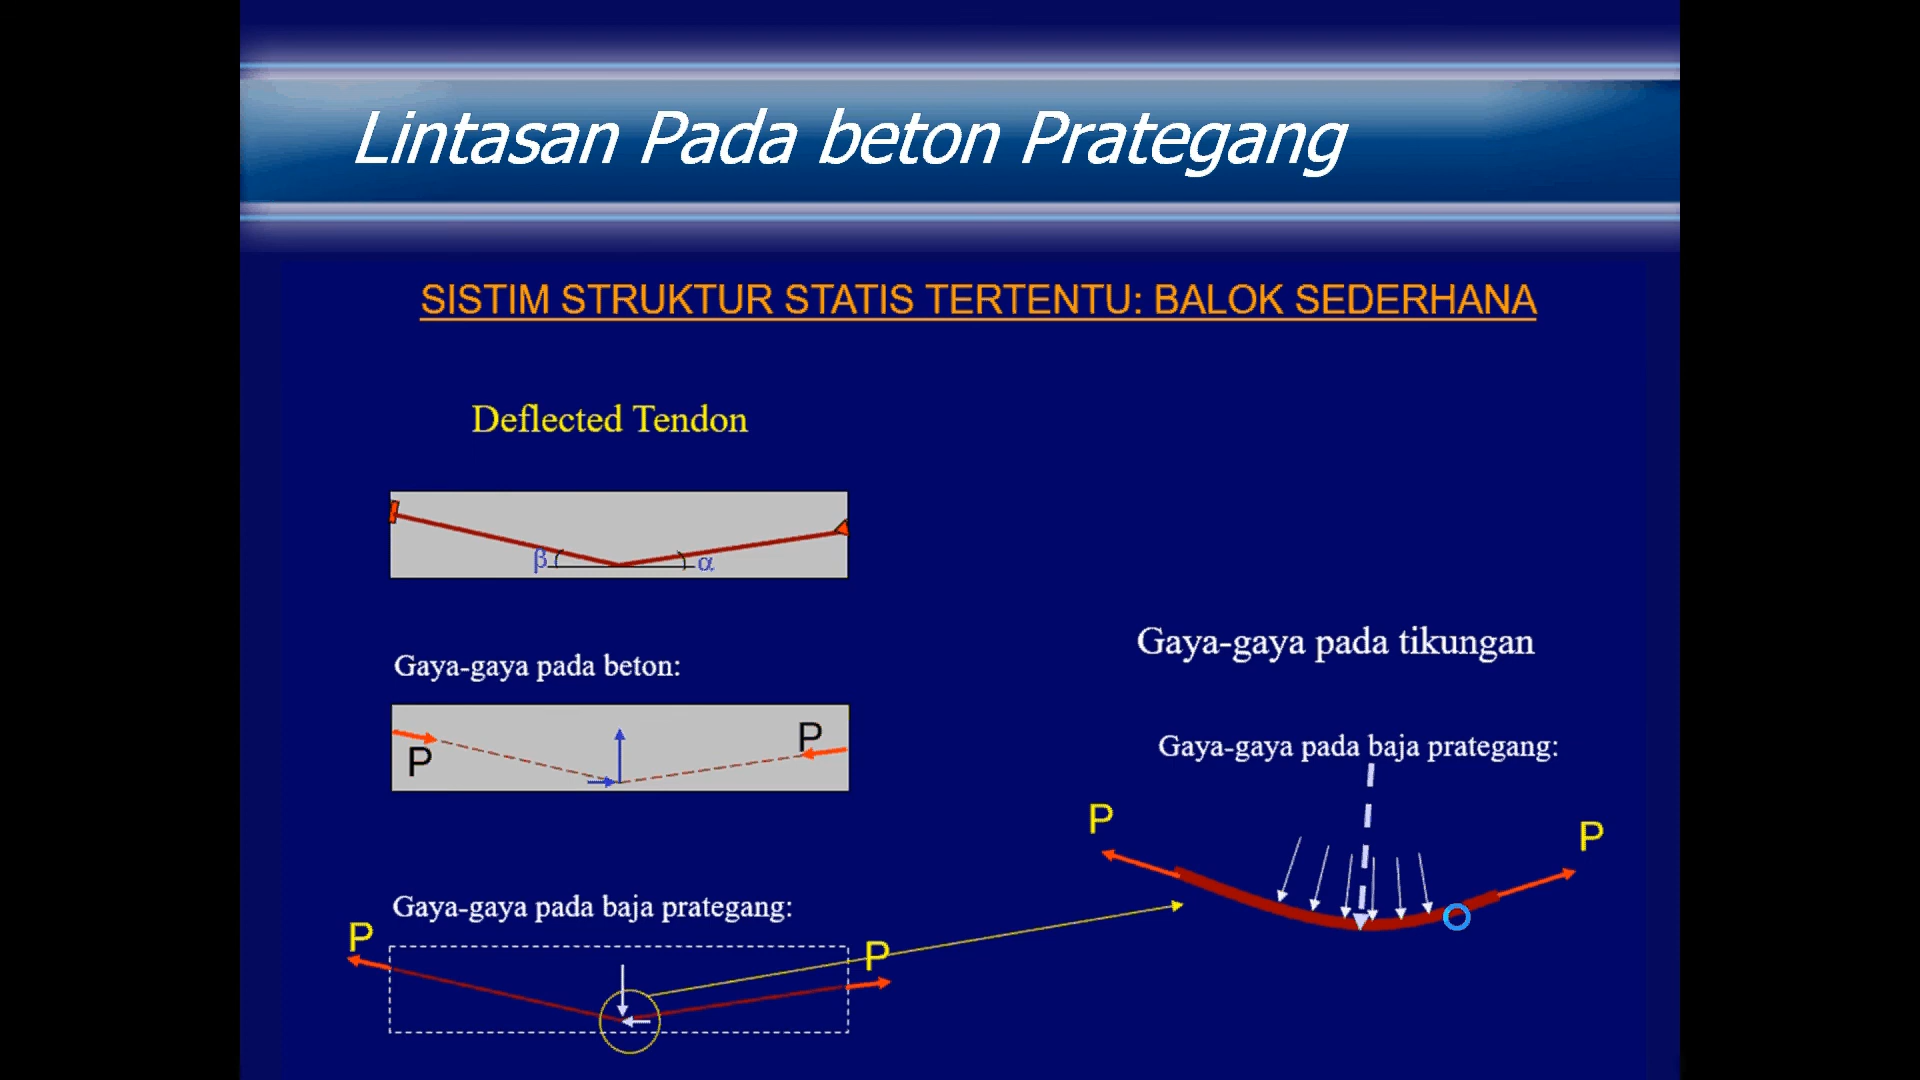 Lintasan Pada beton Prategang
SISTIM STRUKTUR STATIS TERTENTU: BALOK SEDERHANA
Deflected Tendon
β
α
Gaya-gaya pada beton:
P
P
Gaya-gaya pada baja prategang:
P
P
Gaya-gaya pada tikungan
Gaya-gaya pada baja prategang:
P
P